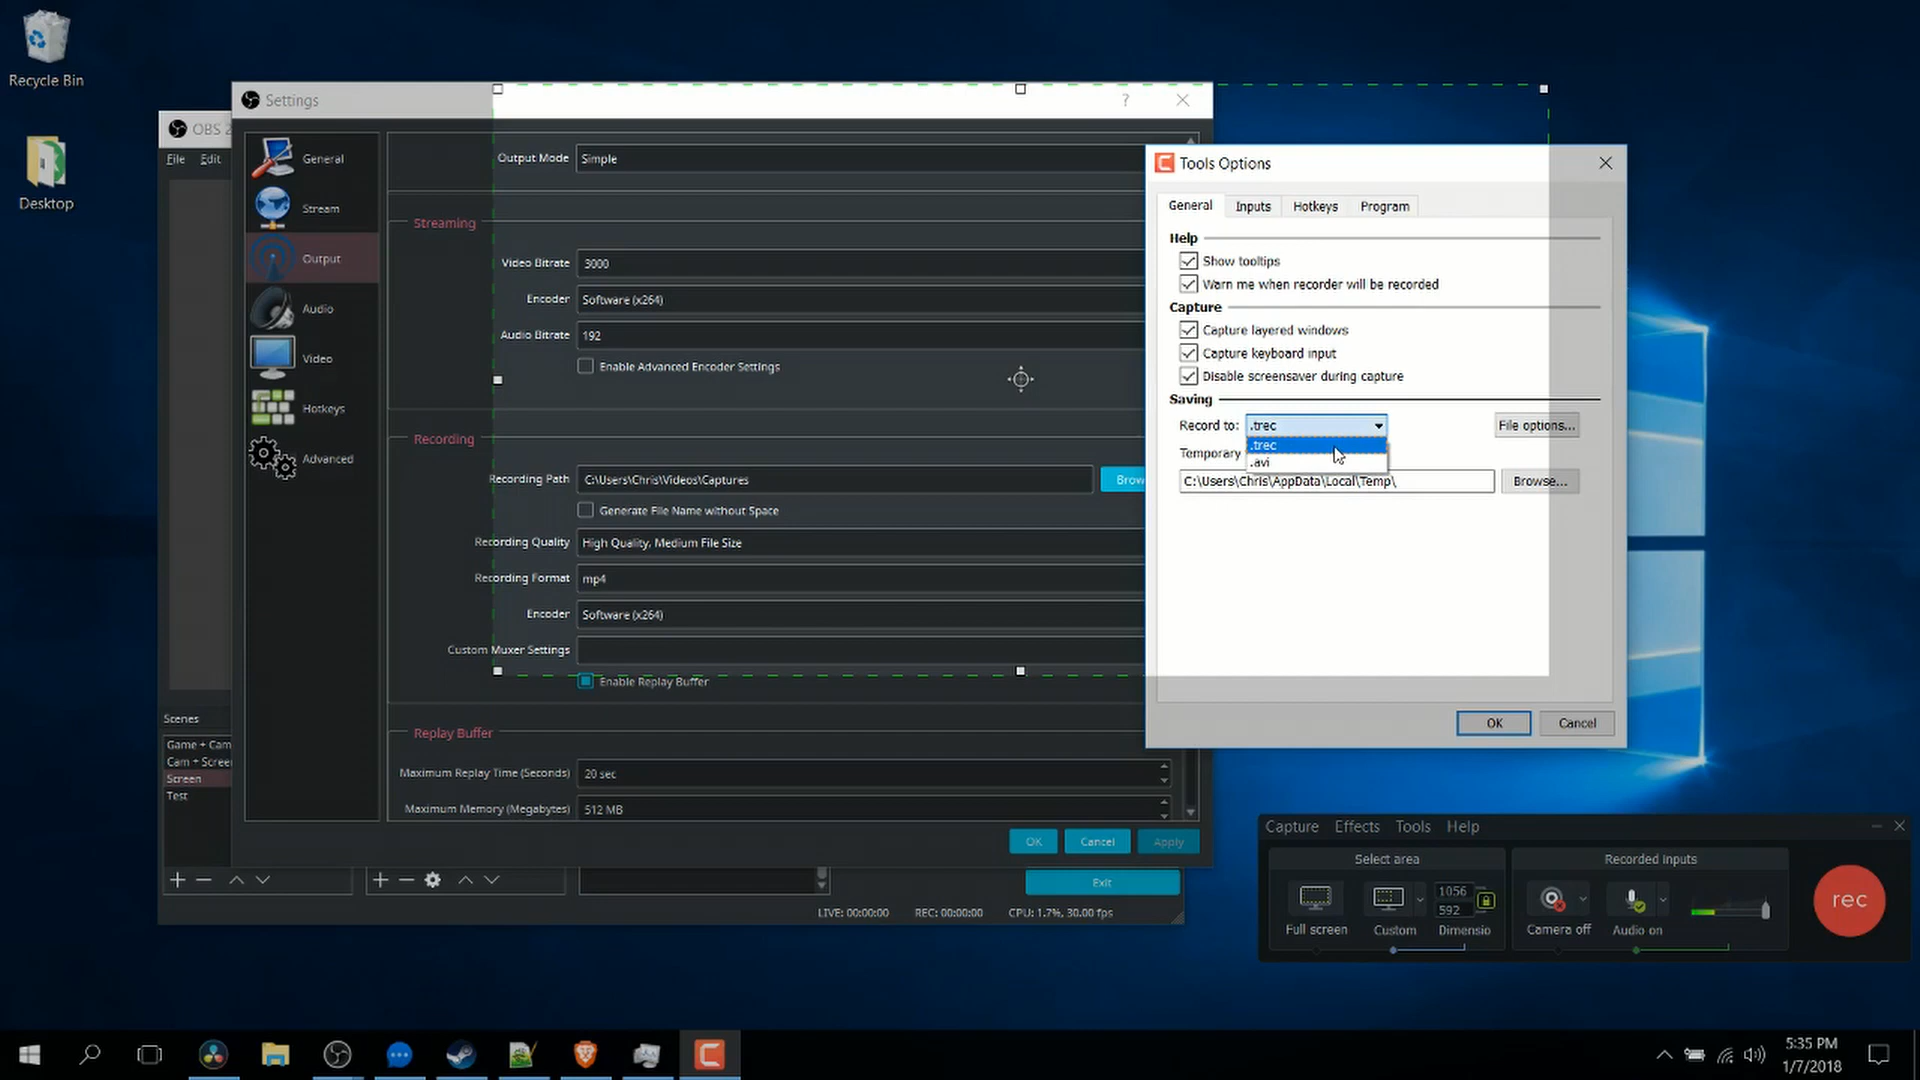 Recycle Bin
Desktop
OBS 2
File Edit
Scenes
Game + Cam
Cam + Screen
Screen
Test
Settings
?
General
Stream
Output
Audio
Video
Hotkeys
Advanced
Output Mode Simple
Streaming
Video Bitrate 3000
Encoder Software (x264)
Audio Bitrate 192
Enable Advanced Encoder Settings
Recording
Recording Path C:\Users\Chris\Videos\Captures Brow
Generate File Name without Space
Recording Quality High Quality, Medium File Size
Recording Format mp4
Encoder Software (x264)
Custom Muxer Settings
Enable Replay Buffer
Replay Buffer
Maximum Replay Time (Seconds) 20 sec
Maximum Memory (Megabytes) 512 MB
OK Cancel Apply
Exit
LIVE: 00:00:00 REC: 00:00:00 CPU: 1.7%, 30.00 fps
Tools Options
General Inputs Hotkeys Program
Help
Show tooltips
Warn me when recorder will be recorded
Capture
Capture layered windows
Capture keyboard input
Disable screensaver during capture
Saving
Record to: .trec File options...
.trec
Temporary
.avi
C:\Users\Chris\AppData\Local\Temp\ Browse...
OK Cancel
Capture Effects Tools Help
Select area Recorded inputs
1056
592
rec
Full screen Custom Dimensio Camera off Audio on
5:35 PM
1/7/2018